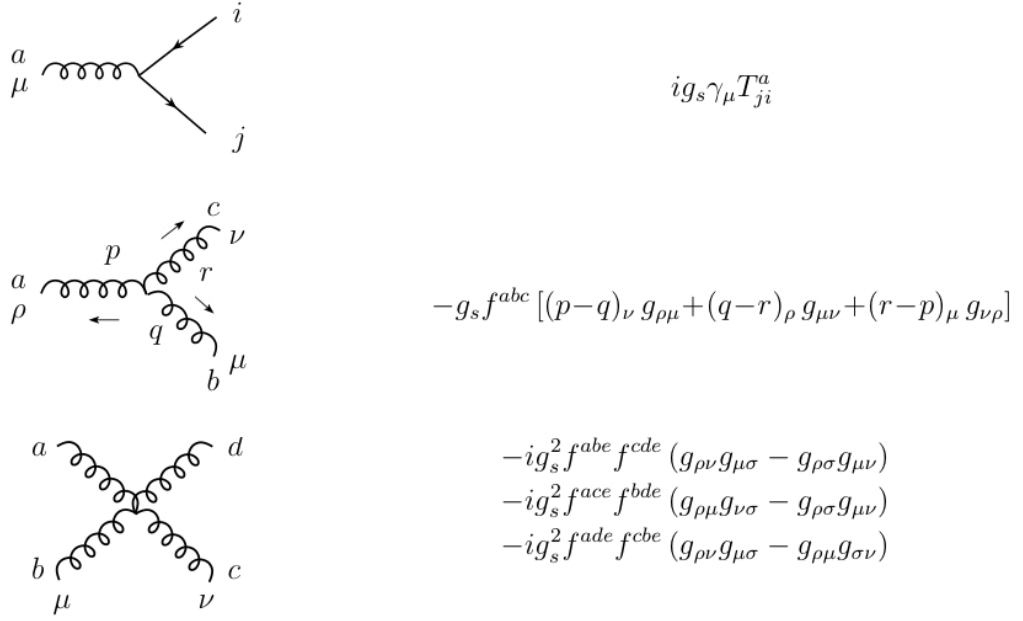 i
a
μ
j
ig_sγ_μT^a_{ji}
c
ν
p
a
ρ
r
q
μ
b
−g_s f^{abc} [(p−q)_ν g_{ρμ}+(q−r)_ρ g_{μν}+(r−p)_μ g_{νρ}]
a
d
b
c
μ
ν
−ig_s^2 f^{abe} f^{cde} (g_{ρν}g_{μσ} − g_{ρσ}g_{μν})
−ig_s^2 f^{ace} f^{bde} (g_{ρμ}g_{νσ} − g_{ρσ}g_{μν})
−ig_s^2 f^{ade} f^{cbe} (g_{ρν}g_{μσ} − g_{ρμ}g_{σν})